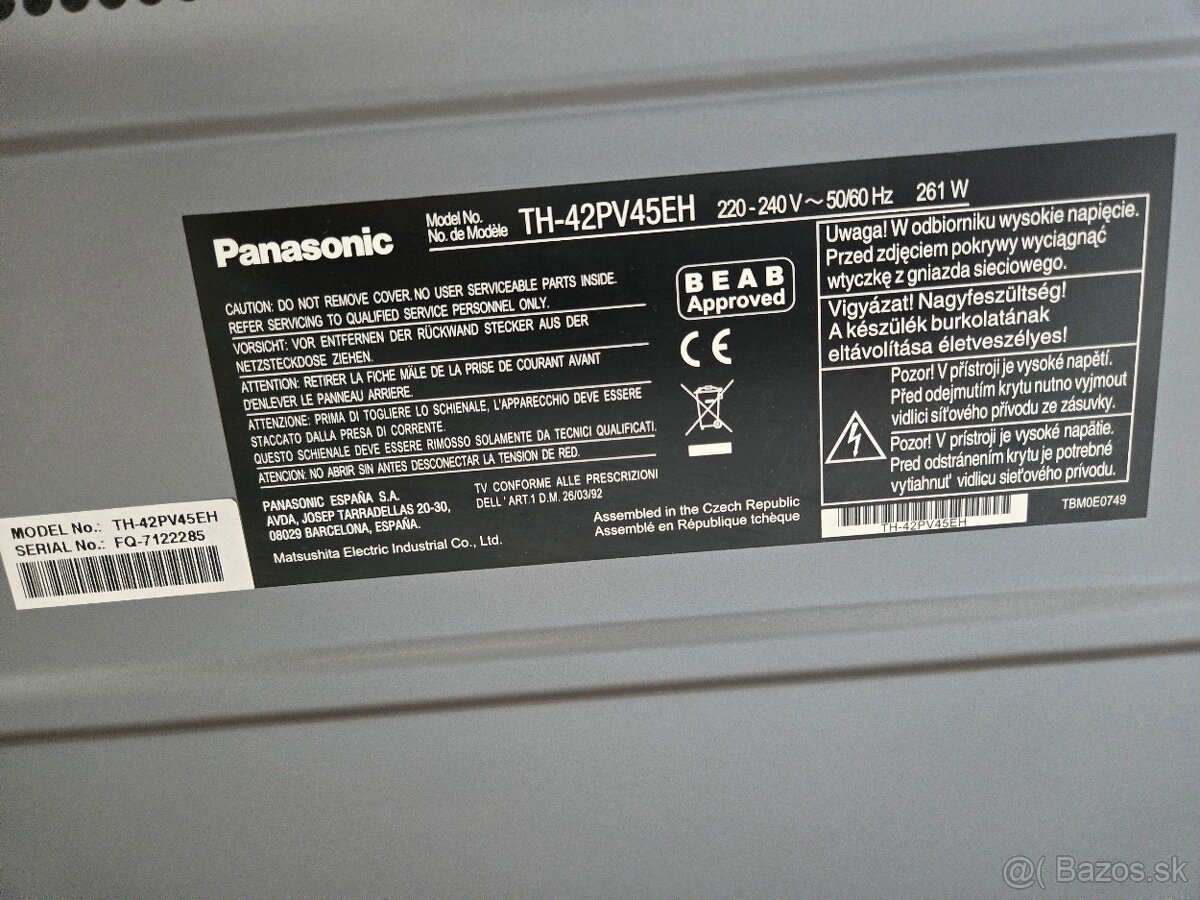 Panasonic
Model No.
No. de Modèle
TH-42PV45EH
220-240 V~50/60 Hz
261 W
CAUTION: DO NOT REMOVE COVER. NO USER SERVICEABLE PARTS INSIDE.
REFER SERVICING TO QUALIFIED SERVICE PERSONNEL ONLY.
VORSICHT: VOR ENTFERNEN DER RÜCKWAND STECKER AUS DER
NETZSTECKDOSE ZIEHEN.
ATTENTION: RETIRER LA FICHE MÂLE DE LA PRISE DE COURANT AVANT
D'ENLEVER LE PANNEAU ARRIERE.
ATTENZIONE: PRIMA DI TOGLIERE LO SCHIENALE, L'APPARECCHIO DEVE ESSERE
STACCATO DALLA PRESA DI CORRENTE.
QUESTO SCHIENALE DEVE ESSERE RIMOSSO SOLAMENTE DA TECNICI QUALIFICATI.
ATENCION: NO ABRIR SIN ANTES DESCONECTAR LA TENSION DE RED.
PANASONIC ESPAÑA S.A.
AVDA, JOSEP TARRADELLAS 20-30,
08029 BARCELONA, ESPAÑA.
TV CONFORME ALLE PRESCRIZIONI
DELL' ART.1 D.M. 26/03/92
Matsushita Electric Industrial Co., Ltd.
Assembled in the Czech Republic
Assemblé en République tchèque
BEAB
Approved
CE
Uwaga! W odbiorniku wysokie napięcie.
Przed zdjęciem pokrywy wyciągnąć
wtyczkę z gniazda sieciowego.
Vigyázat! Nagyfeszültség!
A készülék burkolatának
eltávolítása életveszélyes!
Pozor! V přístroji je vysoké napětí.
Před odejmutím krytu nutno vyjmout
vidlici síťového přívodu ze zásuvky.
Pozor! V prístroji je vysoké napätie.
Pred odstránením krytu je potrebné
vytiahnuť vidlicu sieťového prívodu.
TH-42PV45EH
TBM0E0749
MODEL No.: TH-42PV45EH
SERIAL No.: FQ-7122285
@( Bazos.sk